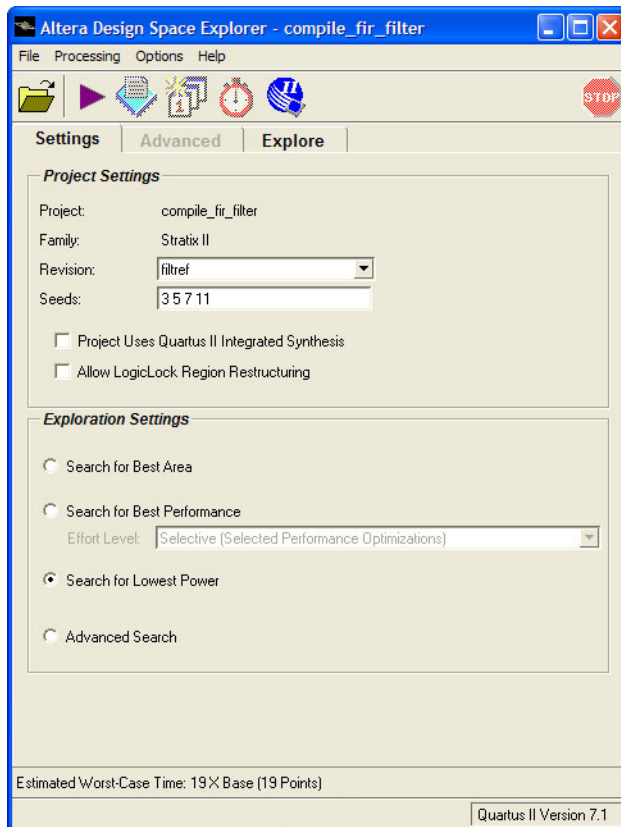 Altera Design Space Explorer - compile_fir_filter
File Processing Options Help
STOP
Settings Advanced Explore
Project Settings
Project: compile_fir_filter
Family: Stratix II
Revision: filtref
Seeds: 3 5 7 11
Project Uses Quartus II Integrated Synthesis
Allow LogicLock Region Restructuring
Exploration Settings
Search for Best Area
Search for Best Performance
Effort Level: Selective (Selected Performance Optimizations)
Search for Lowest Power
Advanced Search
Estimated Worst-Case Time: 19 X Base (19 Points)
Quartus II Version 7.1